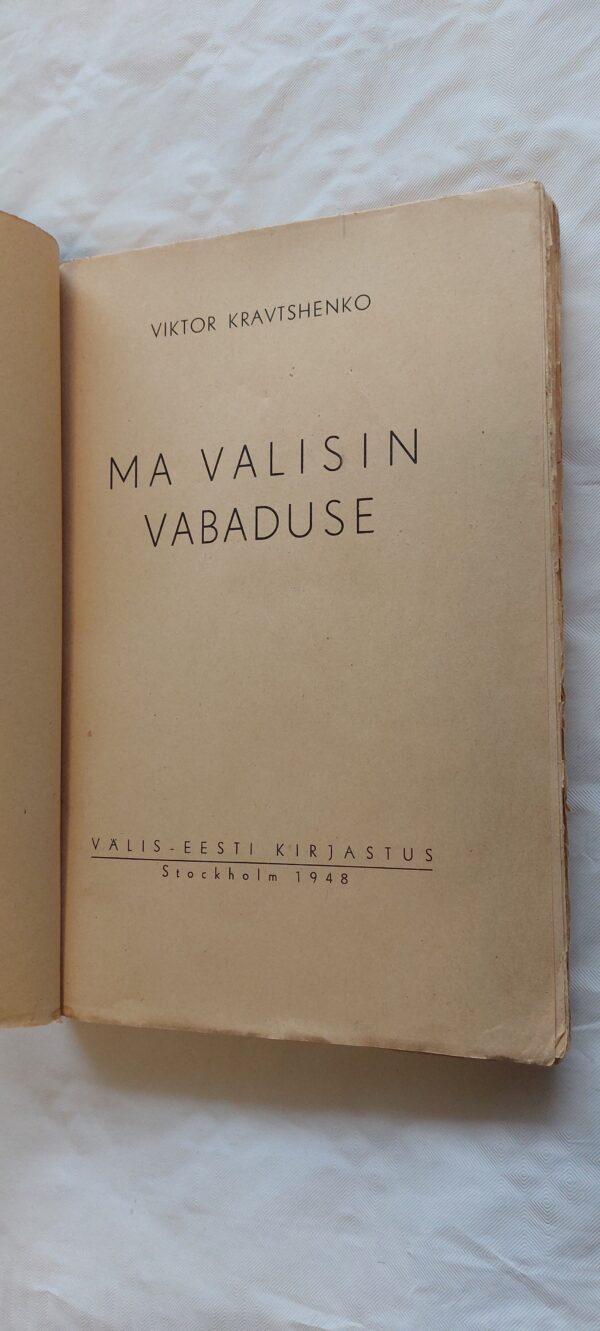 VIKTOR KRAVTSHENKO
MA VALISIN
VABADUSE
VÄLIS-EESTI KIRJASTUS
Stockholm 1948